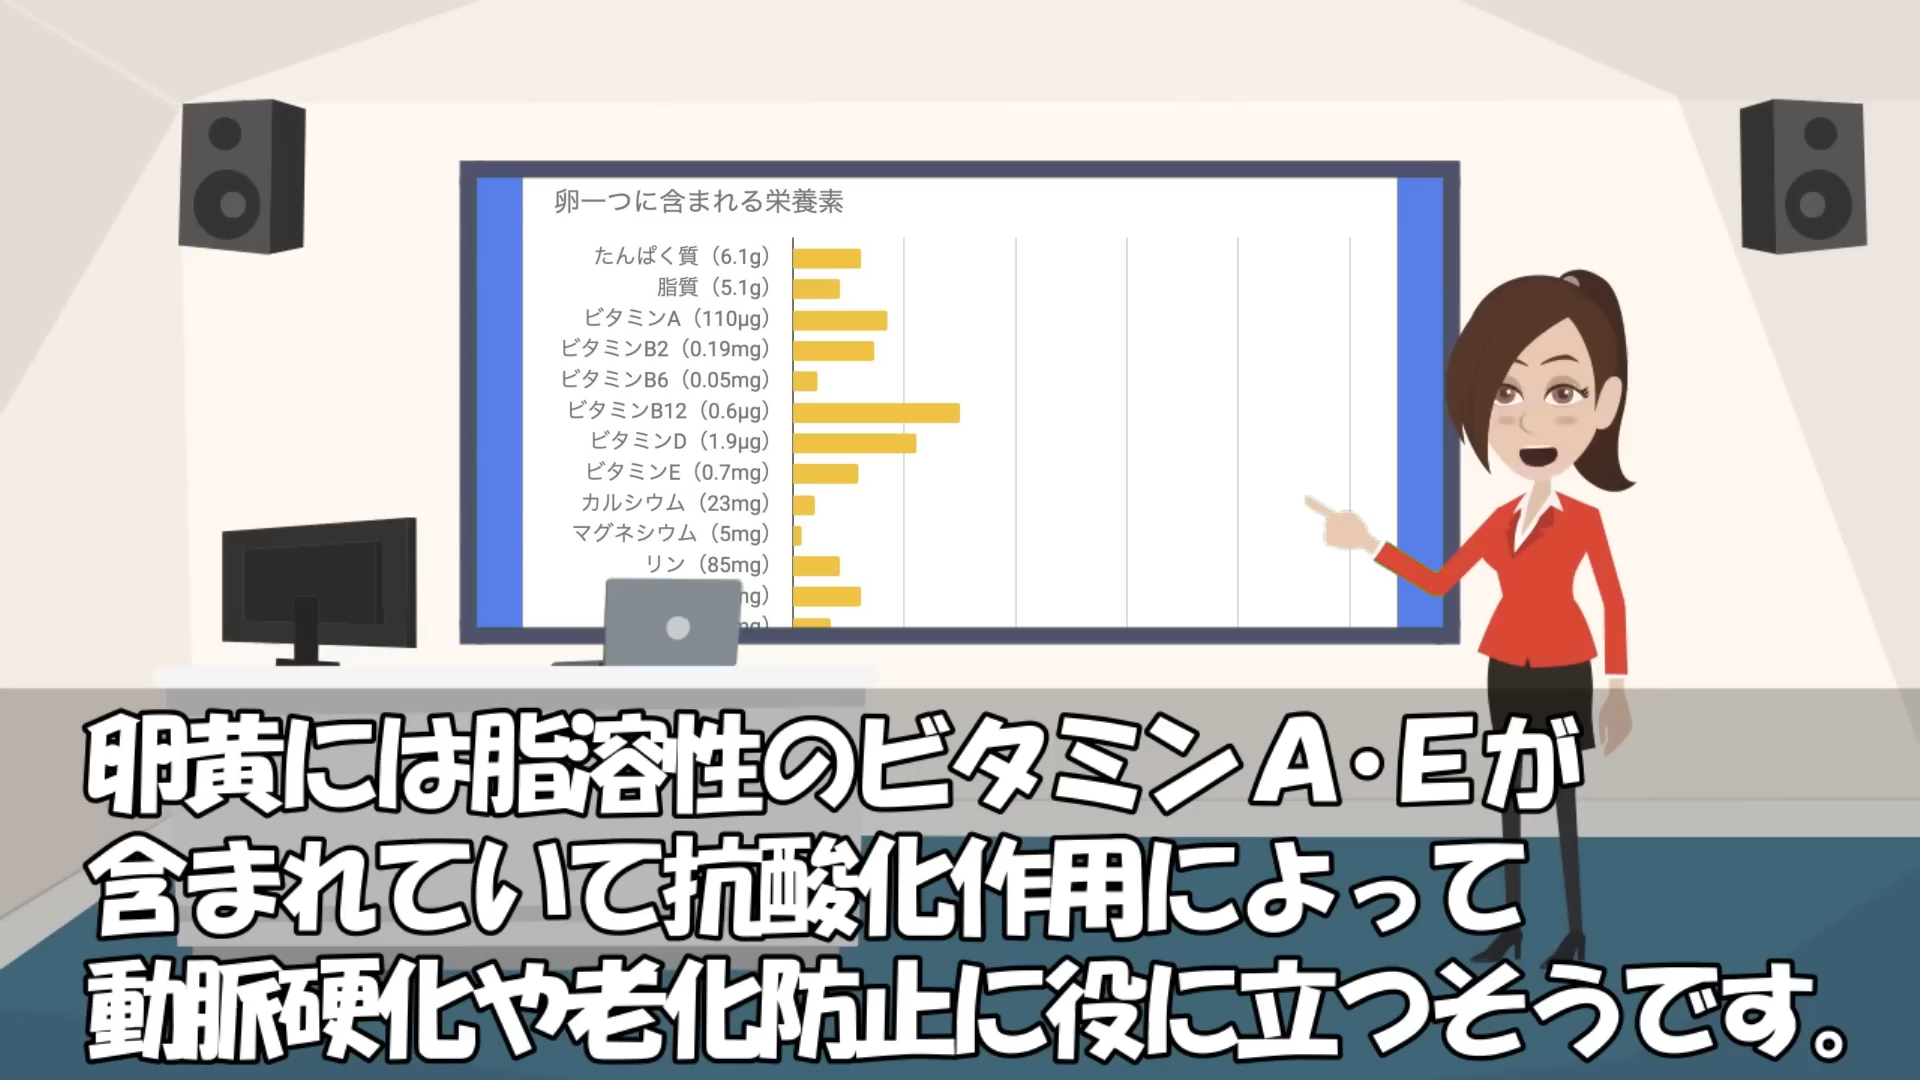 卵一つに含まれる栄養素
たんぱく質（6.1g）
脂質（5.1g）
ビタミンA（110μg）
ビタミンB2（0.19mg）
ビタミンB6（0.05mg）
ビタミンB12（0.6μg）
ビタミンD（1.9μg）
ビタミンE（0.7mg）
カルシウム（23mg）
マグネシウム（5mg）
リン（85mg）
卵黄には脂溶性のビタミンＡ・Ｅが
含まれていて抗酸化作用によって
動脈硬化や老化防止に役に立つそうです。